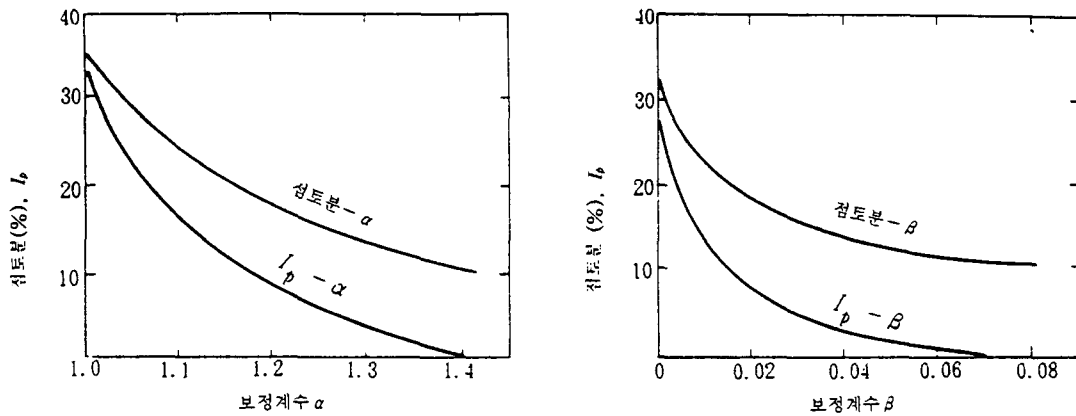 40
30
20
10
점토분(%), I_p
점토분-α
I_p-α
1.0 1.1 1.2 1.3 1.4
보정계수 α
40
30
20
10
점토분 (%), I_p
점토분-β
I_p-β
0 0.02 0.04 0.06 0.08
보정계수 β